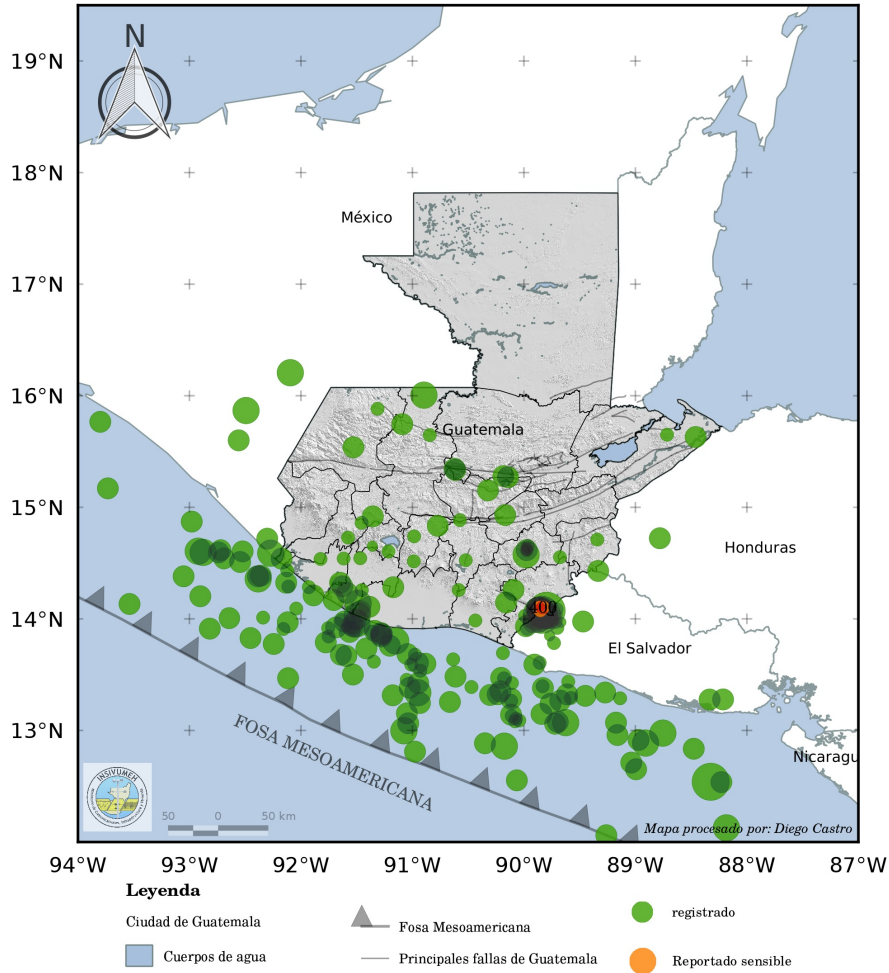 N
19°N
18°N
México
17°N
16°N
Guatemala
15°N
Honduras
400
14°N
El Salvador
13°N
FOSA MESOAMERICANA
Nicaragu
INSIVUMEH
50 0 50 km
Mapa procesado por: Diego Castro
94°W 93°W 92°W 91°W 90°W 89°W 88°W 87°W
Leyenda
Ciudad de Guatemala
Fosa Mesoamericana
registrado
Cuerpos de agua
Principales fallas de Guatemala
Reportado sensible